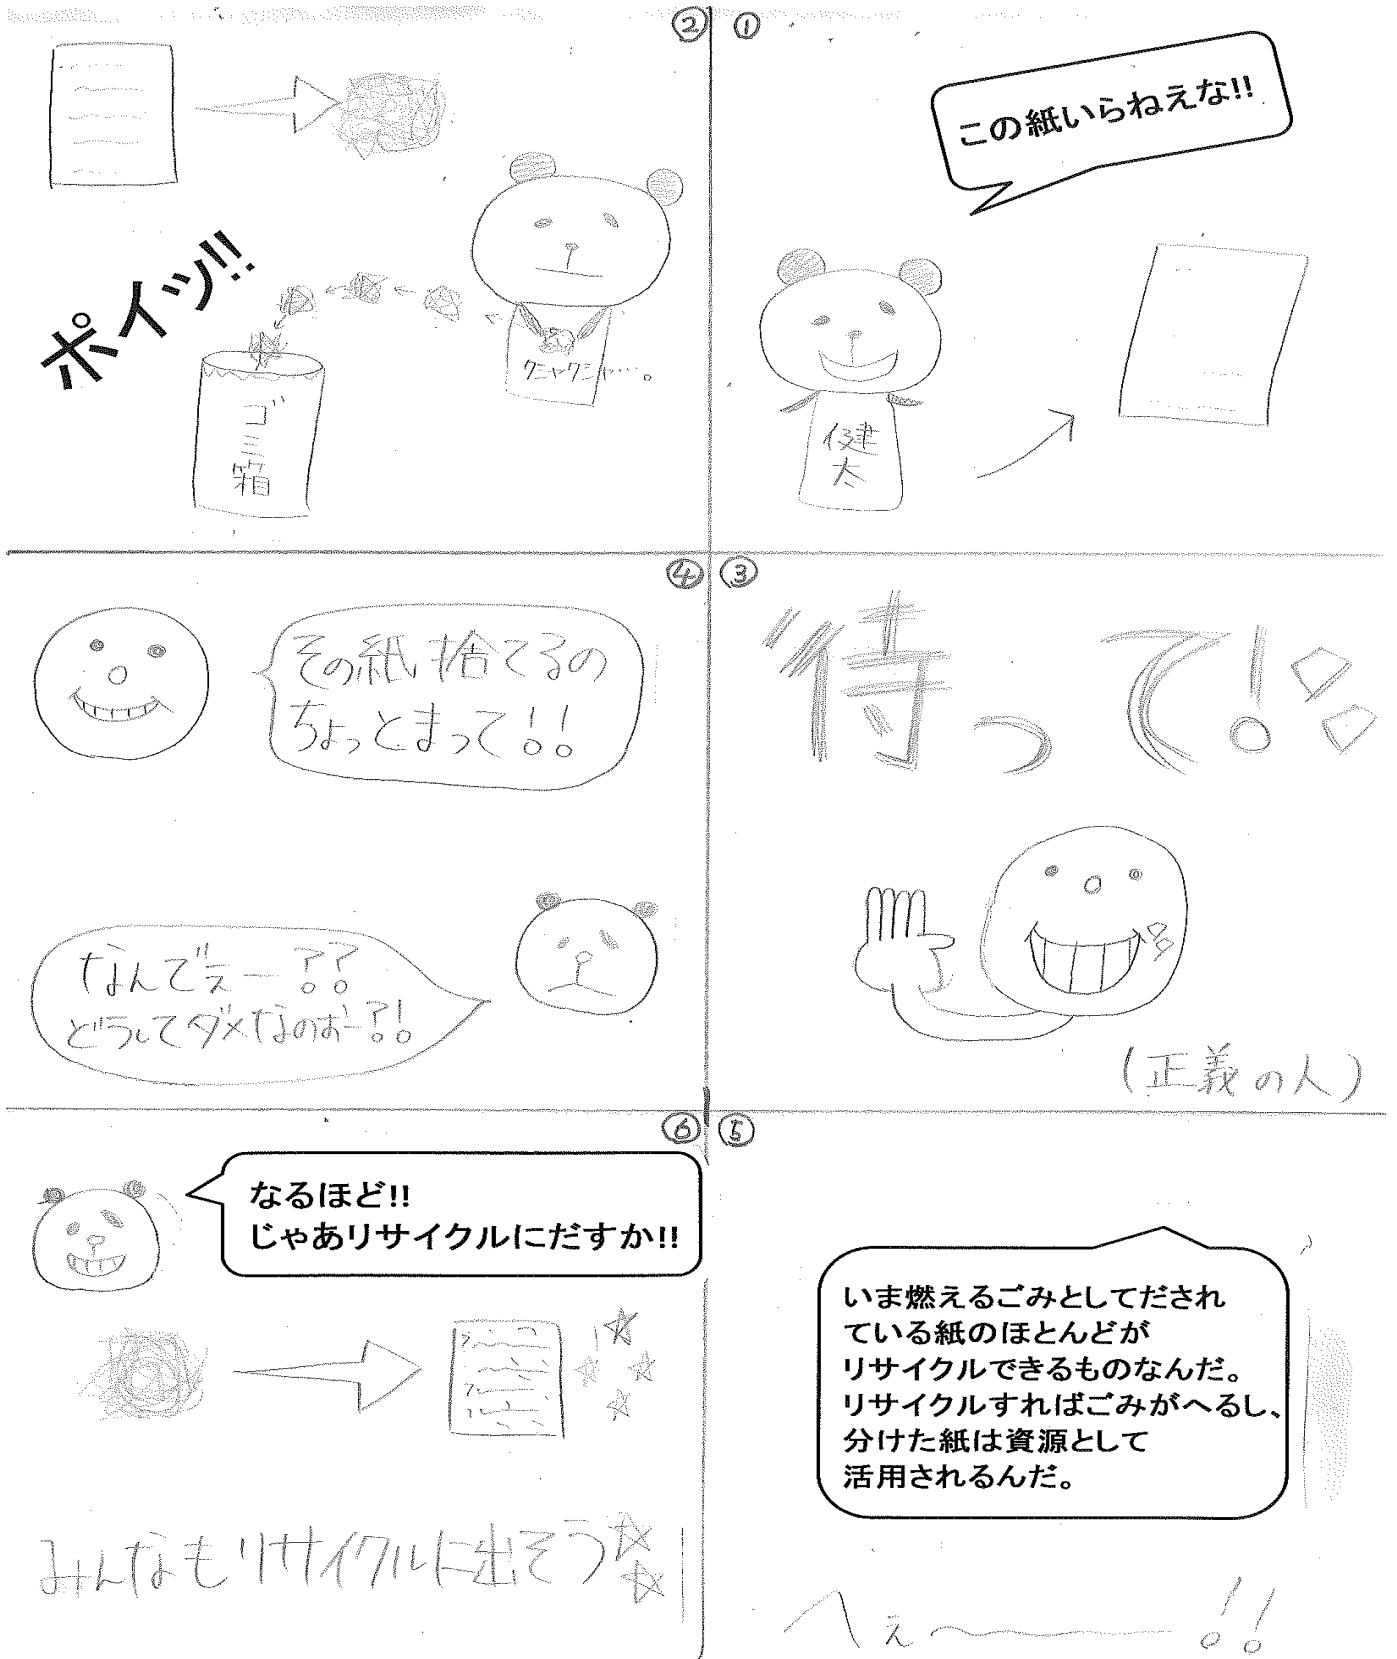 ①
この紙いらねえな!!
健
太
②
クシャクシャ…。
ポイッ!!
ゴミ箱
③
待って!
(正義の人)
④
その紙捨てるの
ちょっとまって!!
なんでぇー??
どうしてダメなのぉー?!
⑤
いま燃えるごみとしてだされ
ている紙のほとんどが
リサイクルできるものなんだ。
リサイクルすればごみがへるし、
分けた紙は資源として
活用されるんだ。
へぇ〜!!
⑥
なるほど!!
じゃあリサイクルにだすか!!
みんなもリサイクルに出そう☆☆